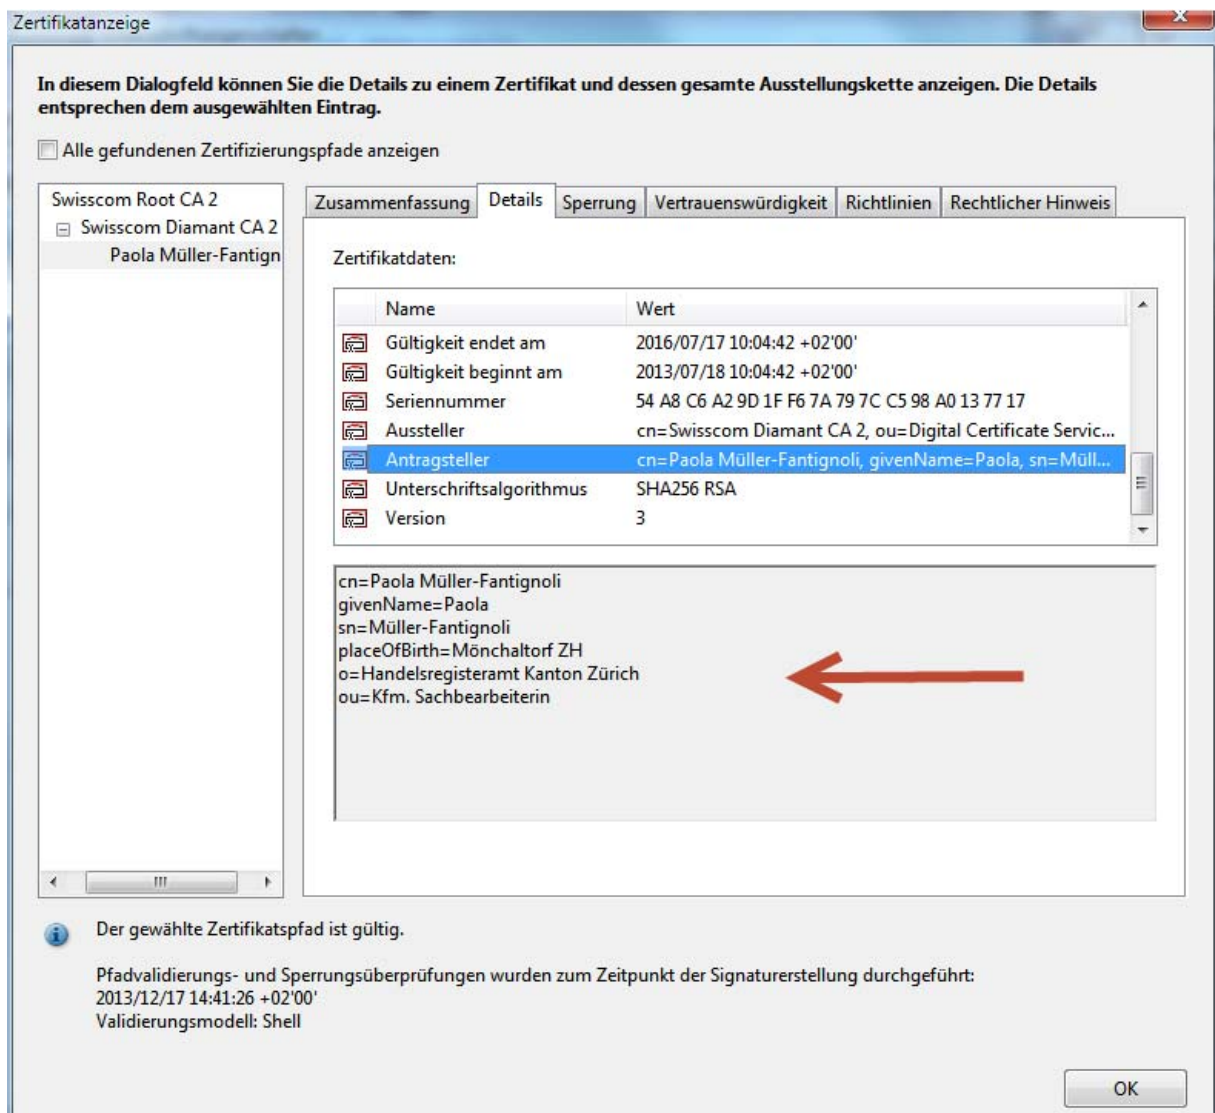 Zertifikatanzeige
In diesem Dialogfeld können Sie die Details zu einem Zertifikat und dessen gesamte Ausstellungskette anzeigen. Die Details
entsprechen dem ausgewählten Eintrag.
Alle gefundenen Zertifizierungspfade anzeigen
Swisscom Root CA 2
Swisscom Diamant CA 2
Paola Müller-Fantign
Zusammenfassung Details Sperrung Vertrauenswürdigkeit Richtlinien Rechtlicher Hinweis
Zertifikatdaten:
Name Wert
Gültigkeit endet am 2016/07/17 10:04:42 +02'00'
Gültigkeit beginnt am 2013/07/18 10:04:42 +02'00'
Seriennummer 54 A8 C6 A2 9D 1F F6 7A 79 7C C5 98 A0 13 77 17
Aussteller cn=Swisscom Diamant CA 2, ou=Digital Certificate Servic...
Antragsteller cn=Paola Müller-Fantignoli, givenName=Paola, sn=Müll...
Unterschriftsalgorithmus SHA256 RSA
Version 3
cn=Paola Müller-Fantignoli
givenName=Paola
sn=Müller-Fantignoli
placeOfBirth=Mönchaltorf ZH
o=Handelsregisteramt Kanton Zürich
ou=Kfm. Sachbearbeiterin
Der gewählte Zertifikatspfad ist gültig.
Pfadvalidierungs- und Sperrungsüberprüfungen wurden zum Zeitpunkt der Signaturerstellung durchgeführt:
2013/12/17 14:41:26 +02'00'
Validierungsmodell: Shell
OK